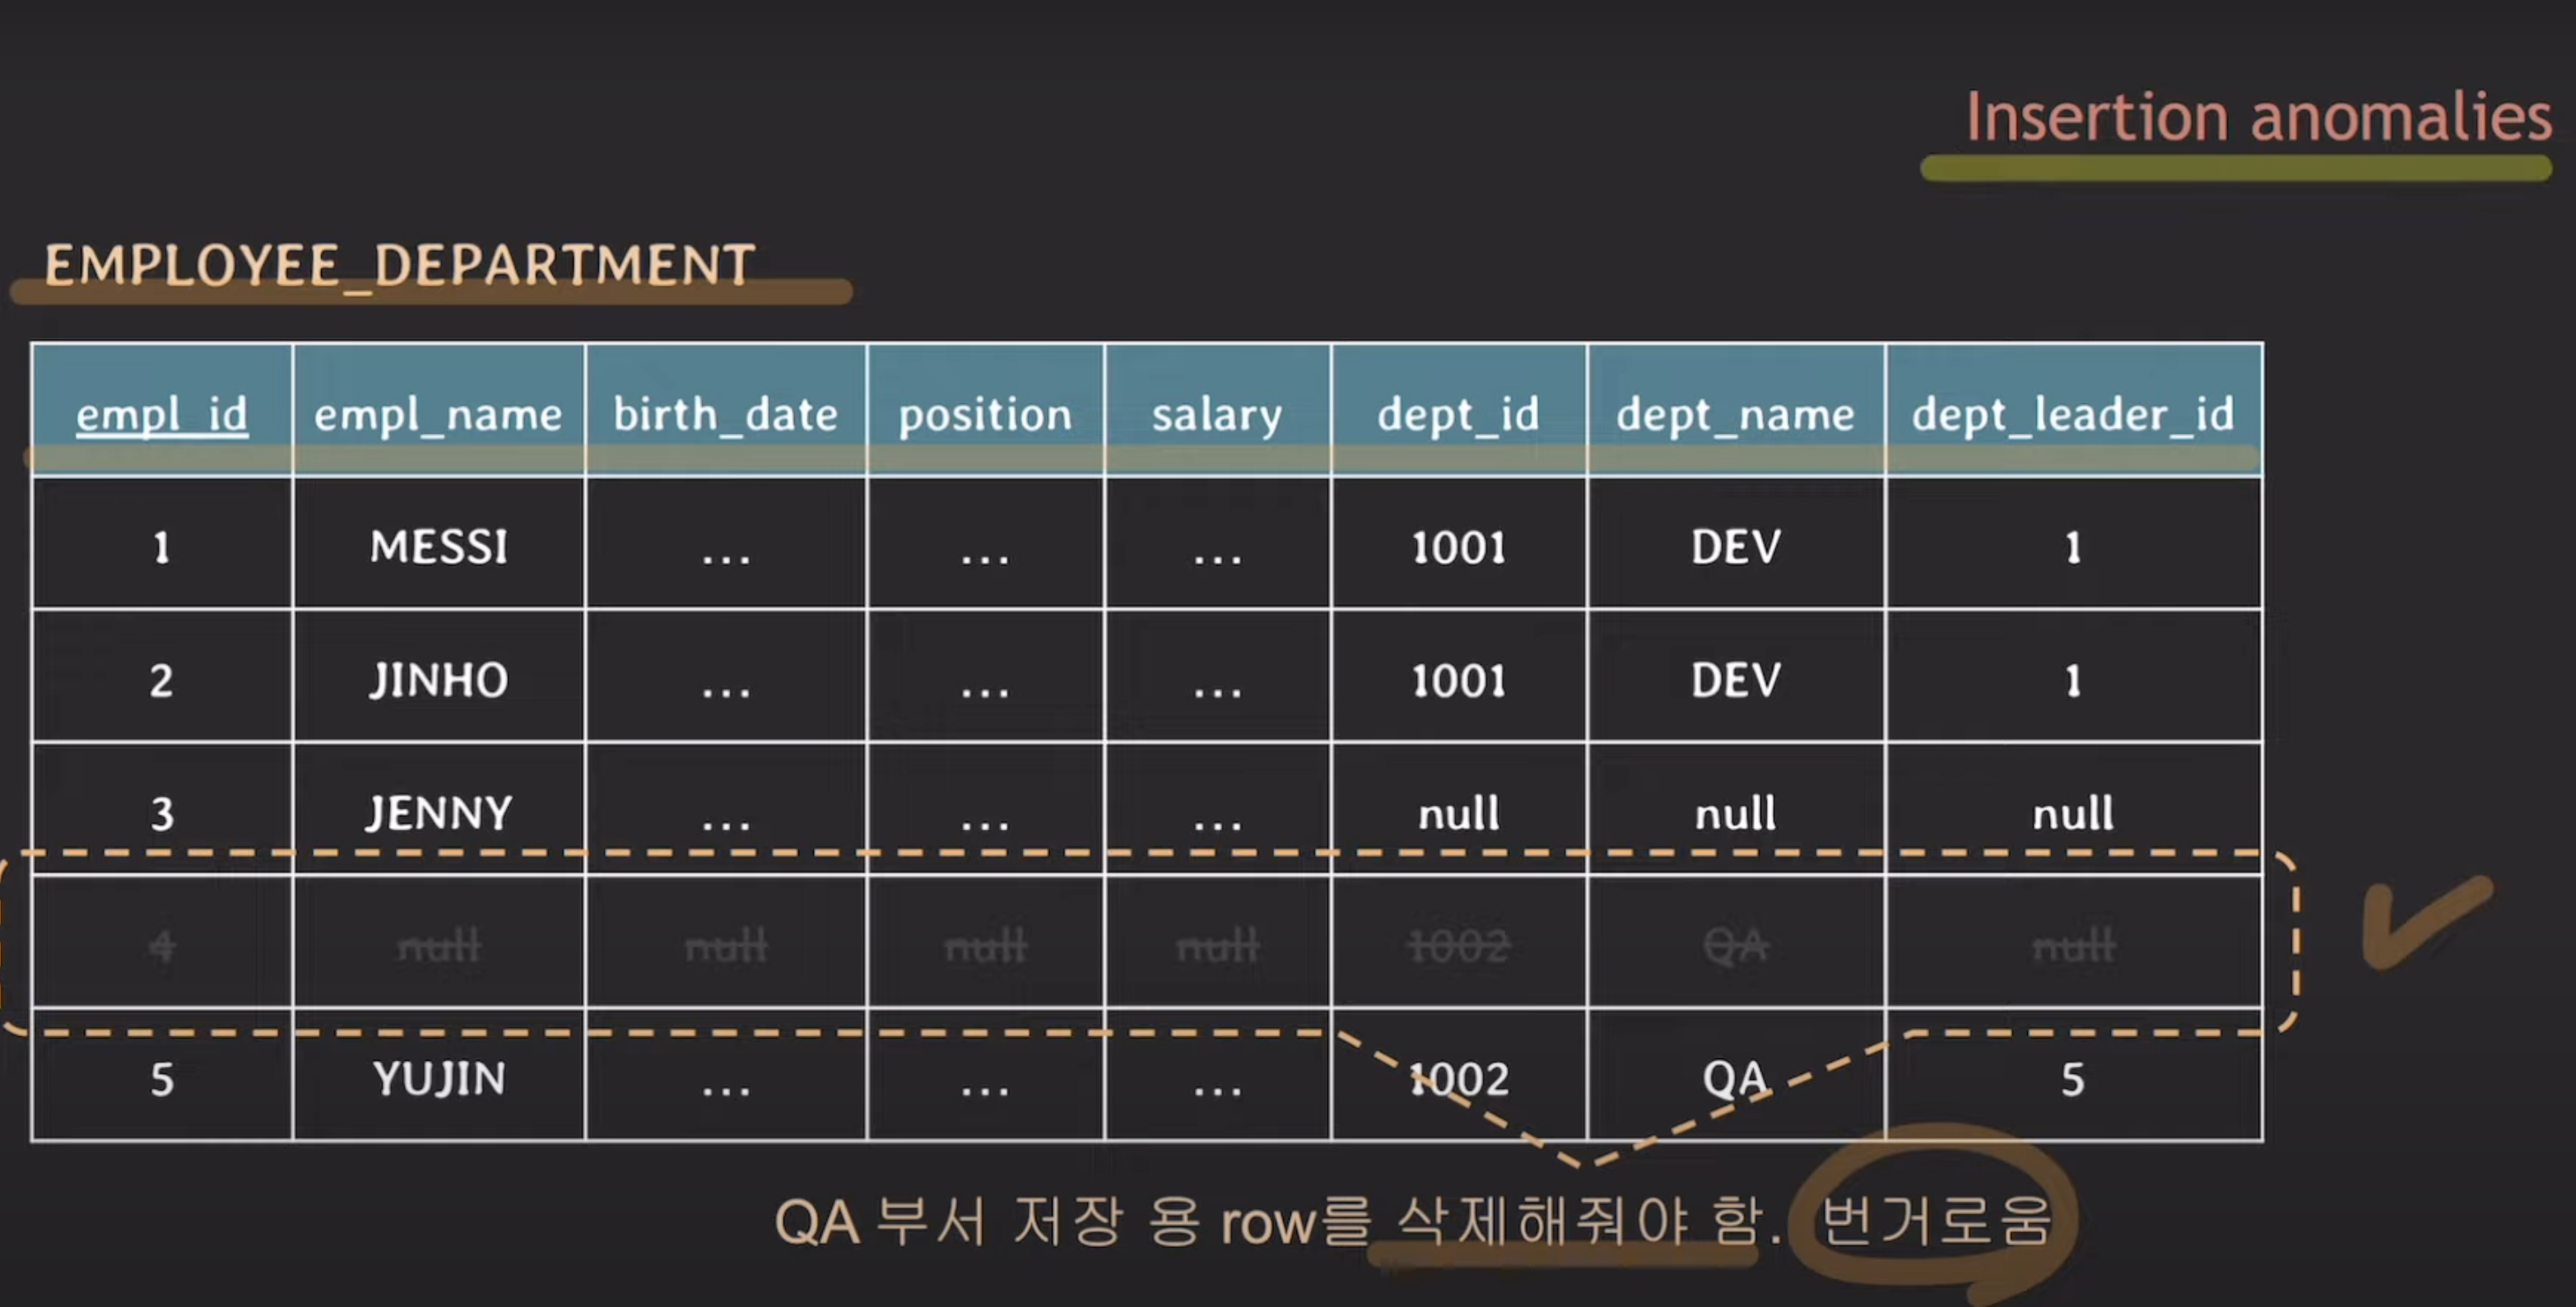 Insertion anomalies
EMPLOYEE_DEPARTMENT
empl_id empl_name birth_date position salary dept_id dept_name dept_leader_id
1 MESSI ... ... ... 1001 DEV 1
2 JINHO ... ... ... 1001 DEV 1
3 JENNY ... ... ... null null null
4 null null null null 1002 QA null
5 YUJIN ... ... ... 1002 QA 5
QA 부서 저장 용 row를 삭제해줘야 함. 번거로움